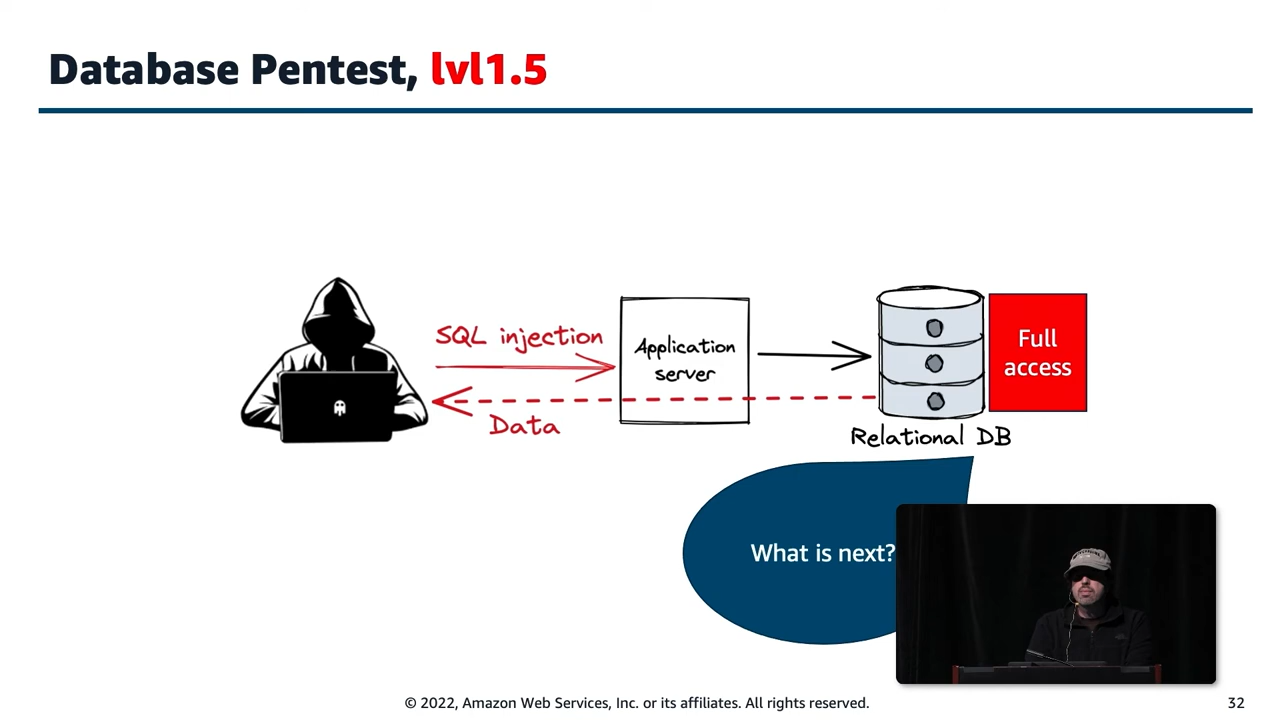 Database Pentest, lvl1.5
SQL injection
Application
server
Full
access
Data
Relational DB
What is next?
© 2022, Amazon Web Services, Inc. or its affiliates. All rights reserved.
32